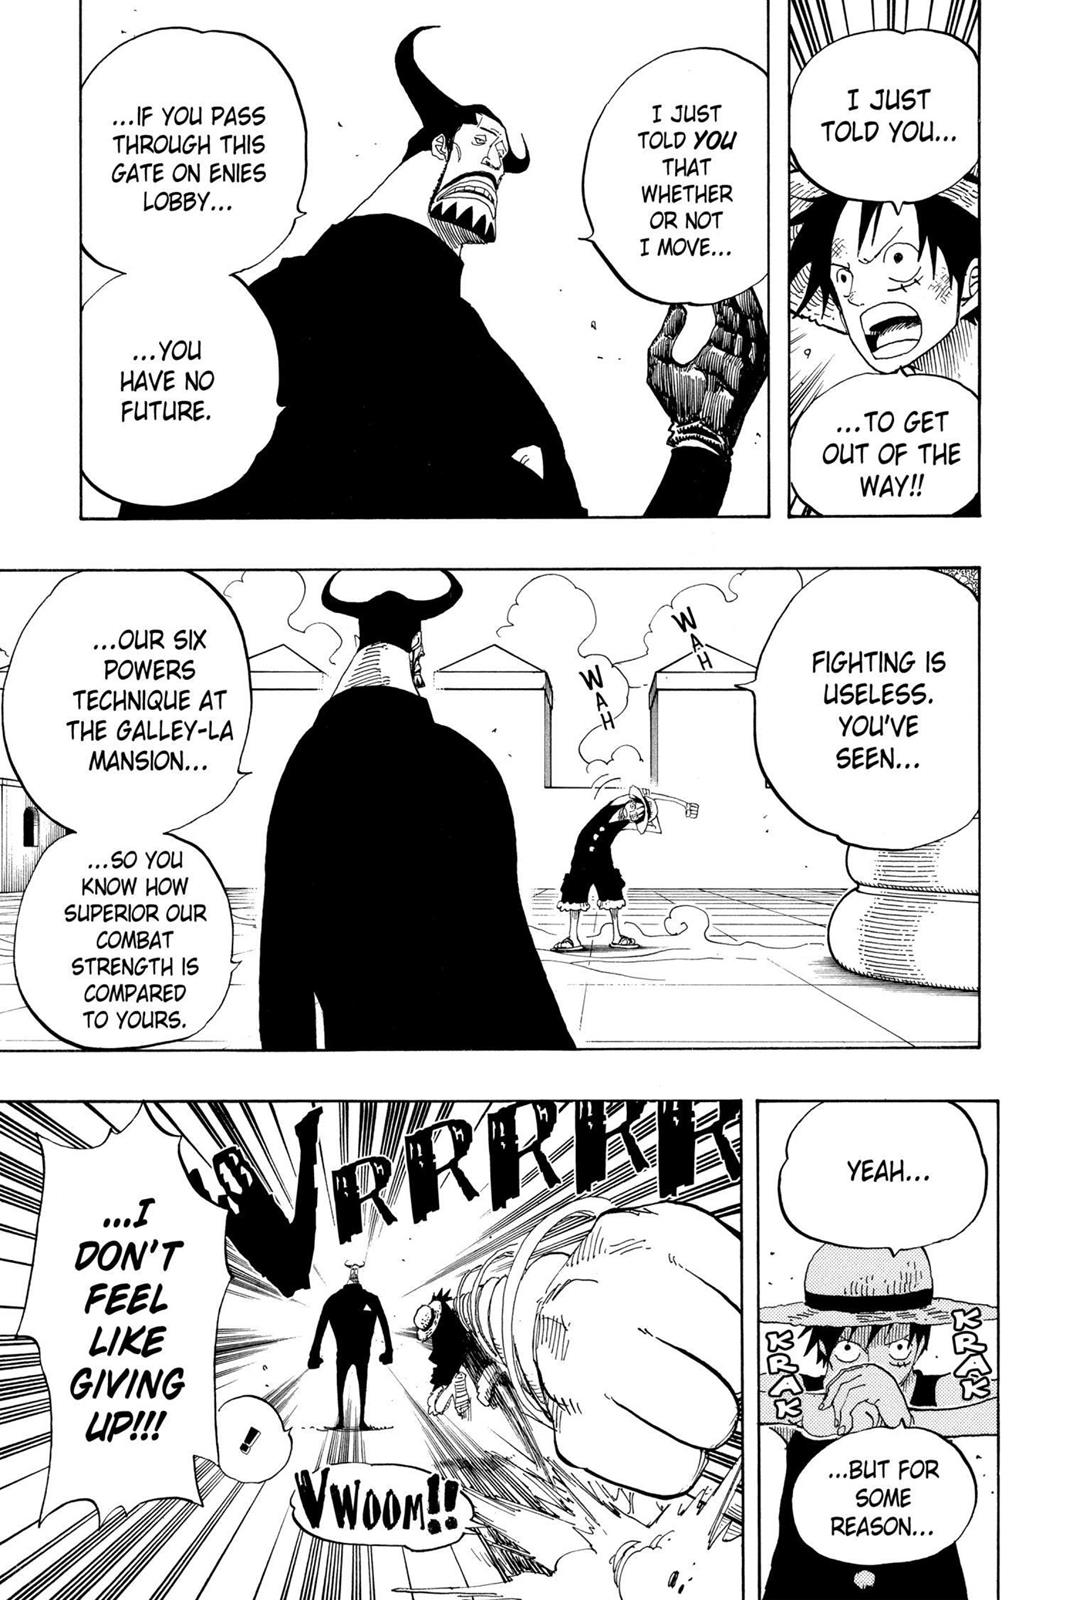 I JUST
TOLD YOU...
...TO GET
OUT OF THE
WAY!!
I JUST
TOLD YOU
THAT
WHETHER
OR NOT
I MOVE...
...IF YOU PASS
THROUGH THIS
GATE ON ENIES
LOBBY...
...YOU
HAVE NO
FUTURE.
FIGHTING IS
USELESS.
YOU'VE
SEEN...
WAH
WAH
...OUR SIX
POWERS
TECHNIQUE AT
THE GALLEY-LA
MANSION...
...SO YOU
KNOW HOW
SUPERIOR OUR
COMBAT
STRENGTH IS
COMPARED
TO YOURS.
YEAH...
KRAK
KRAK
...BUT FOR
SOME
REASON...
VRRRRRR
...I
DON'T
FEEL
LIKE
GIVING
UP!!!
!
VWOOM!!